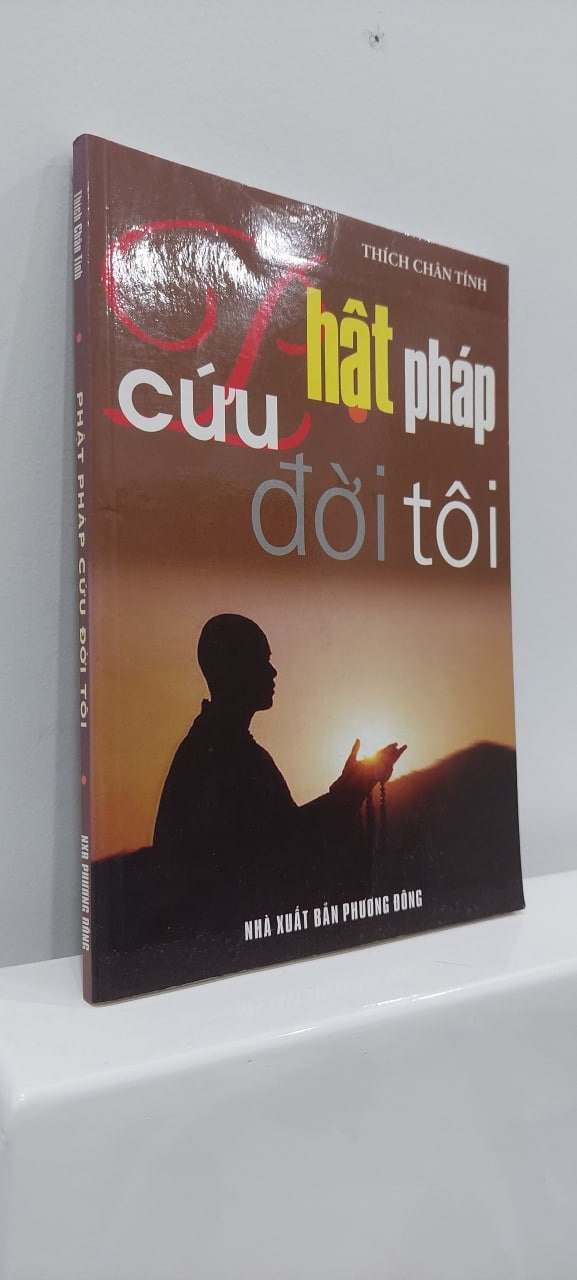 THÍCH CHÂN TÍNH
Phật pháp
cứu
đời tôi
NHÀ XUẤT BẢN PHƯƠNG ĐÔNG
Thích Chân Tính
PHẬT PHÁP CỨU ĐỜI TÔI
NXB PHƯƠNG ĐÔNG